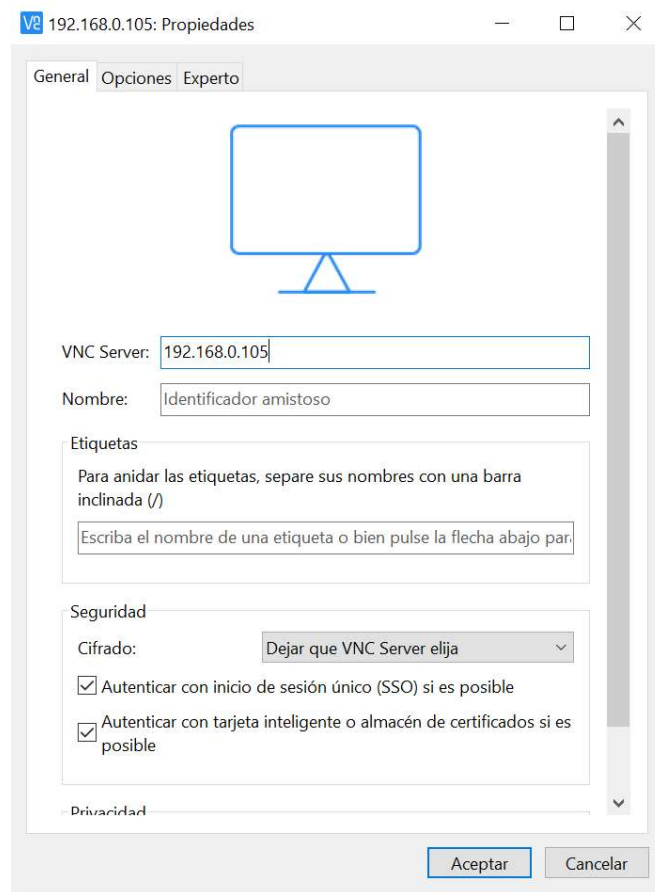 V2 192.168.0.105: Propiedades
General Opciones Experto
VNC Server: 192.168.0.105
Nombre: Identificador amistoso
Etiquetas
Para anidar las etiquetas, separe sus nombres con una barra
inclinada (/)
Escriba el nombre de una etiqueta o bien pulse la flecha abajo par
Seguridad
Cifrado: Dejar que VNC Server elija
Autenticar con inicio de sesión único (SSO) si es posible
Autenticar con tarjeta inteligente o almacén de certificados si es
posible
Privacidad
Aceptar Cancelar